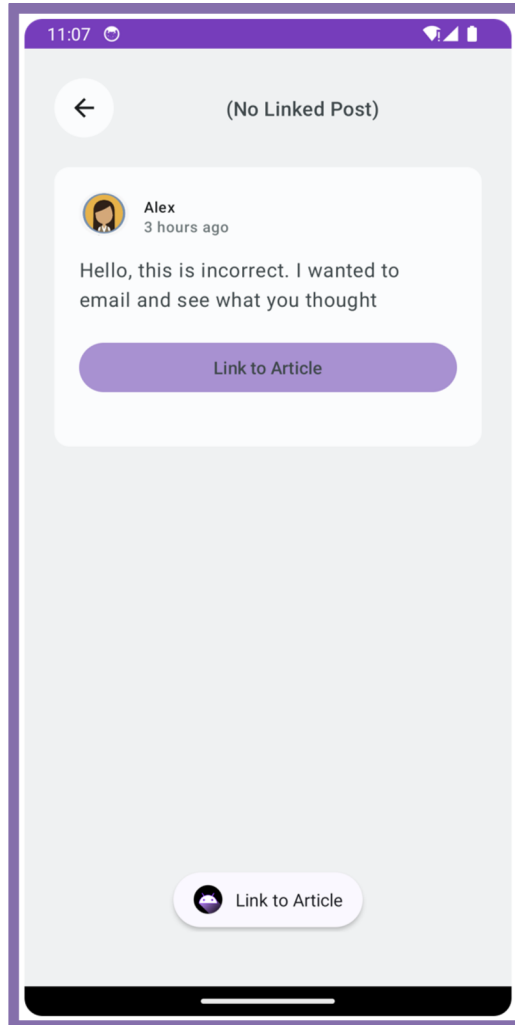 11:07
(No Linked Post)
Alex
3 hours ago
Hello, this is incorrect. I wanted to
email and see what you thought
Link to Article
Link to Article